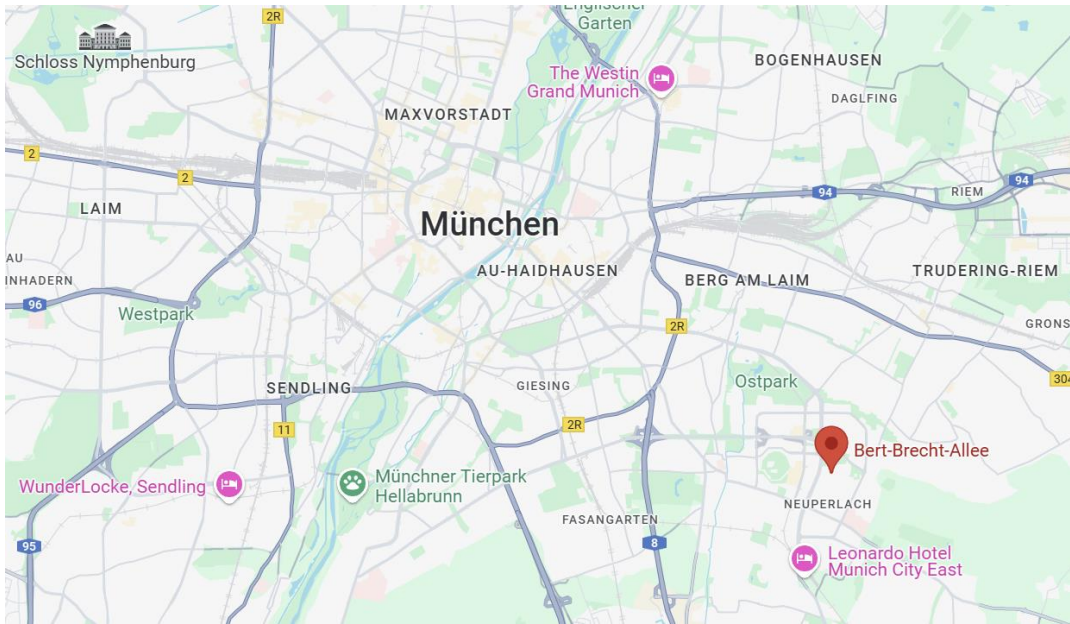 Englischer
Garten
2R
Schloss Nymphenburg
The Westin
Grand Munich
BOGENHAUSEN
DAGLFING
MAXVORSTADT
2
2
94
94
RIEM
LAIM
München
AU
INHADERN
AU-HAIDHAUSEN
BERG AM LAIM
TRUDERING-RIEM
96
Westpark
2R
GRONS
SENDLING
GIESING
Ostpark
304
11
2R
Bert-Brecht-Allee
WunderLocke, Sendling
Münchner Tierpark
Hellabrunn
NEUPERLACH
FASANGARTEN
95
8
Leonardo Hotel
Munich City East